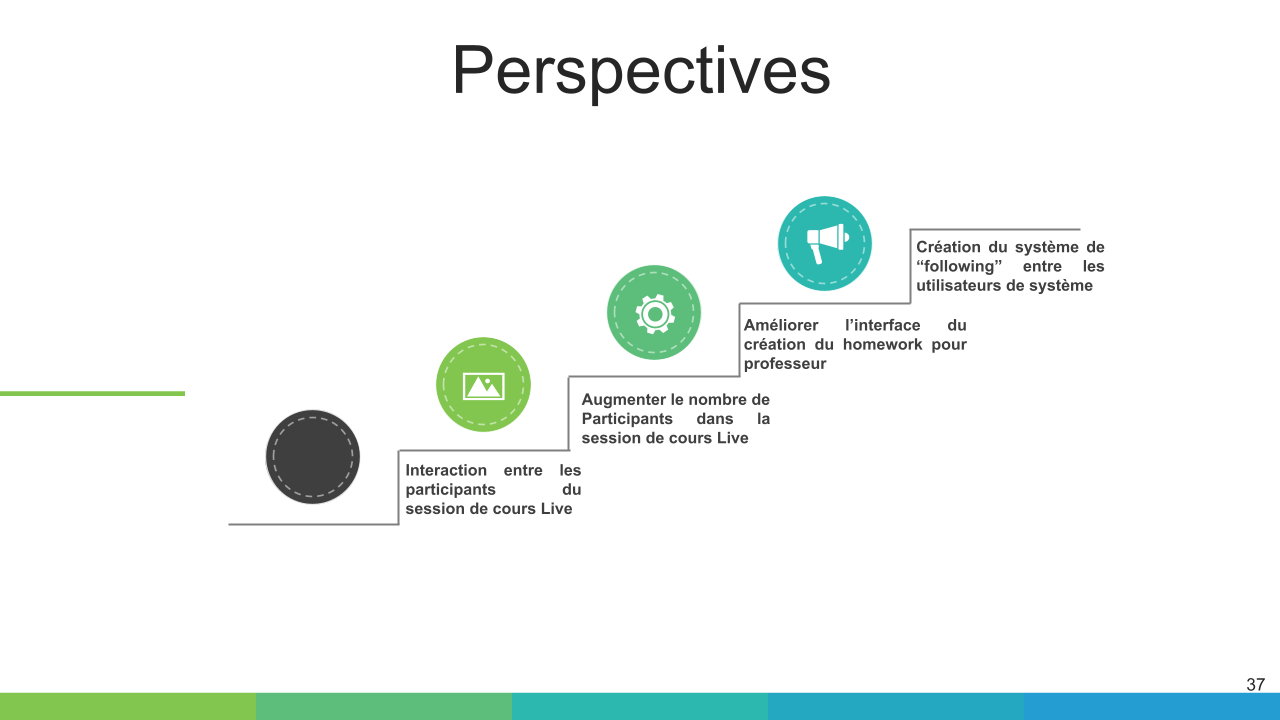 Perspectives
Création du système de
“following” entre les
utilisateurs de système
Améliorer l’interface du
création du homework pour
professeur
Augmenter le nombre de
Participants dans la
session de cours Live
Interaction entre les
participants du
session de cours Live
37